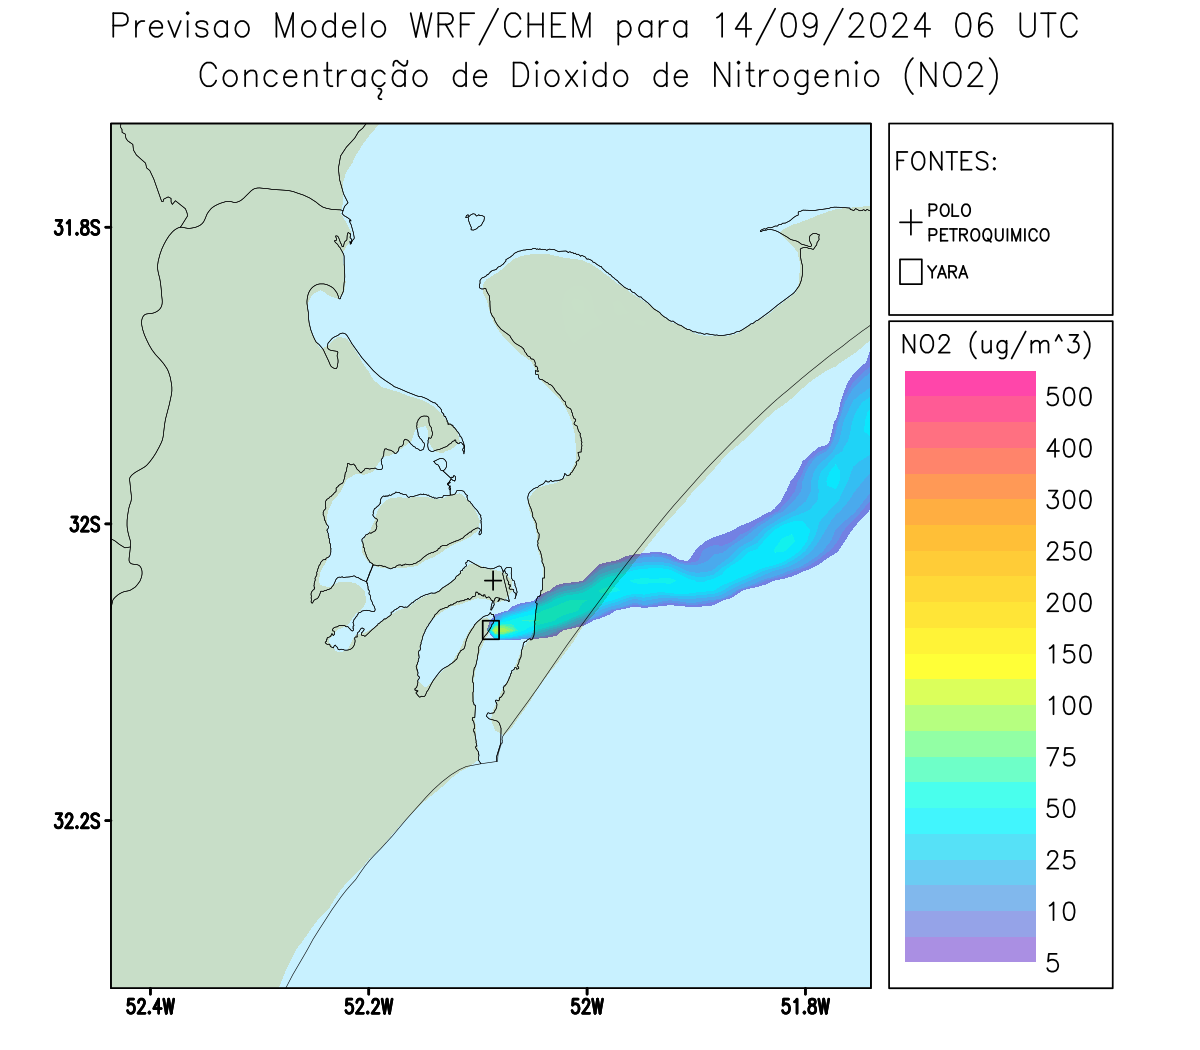 Previsao Modelo WRF/CHEM para 14/09/2024 06 UTC
Concentração de Dioxido de Nitrogenio (NO2)
FONTES:
POLO
PETROQUIMICO
YARA
NO2 (ug/m^3)
500
400
300
250
200
150
100
75
50
25
10
5
31.8S
32S
32.2S
52.4W
52.2W
52W
51.8W